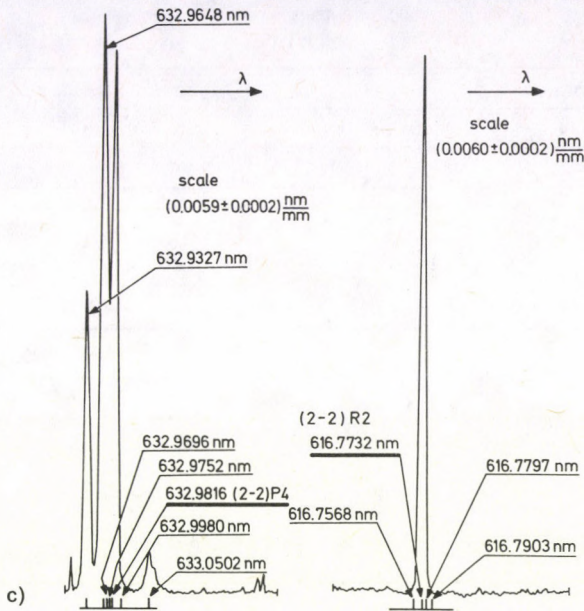 632.9648 nm
λ
scale
(0.0059±0.0002) nm/mm
632.9327 nm
632.9696 nm
632.9752 nm
632.9816 (2-2)P4
632.9980 nm
633.0502 nm
λ
scale
(0.0060±0.0002) nm/mm
(2-2) R2
616.7732 nm
616.7568 nm
616.7797 nm
616.7903 nm
c)